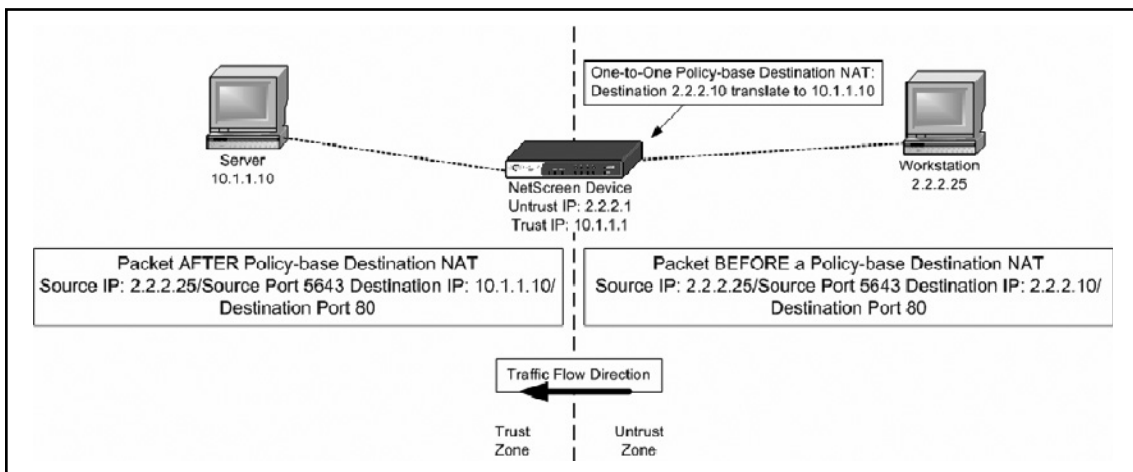 One-to-One Policy-base Destination NAT:
Destination 2.2.2.10 translate to 10.1.1.10
Server
10.1.1.10
Workstation
2.2.2.25
NetScreen Device
Untrust IP: 2.2.2.1
Trust IP: 10.1.1.1
Packet AFTER Policy-base Destination NAT
Source IP: 2.2.2.25/Source Port 5643 Destination IP: 10.1.1.10/
Destination Port 80
Packet BEFORE a Policy-base Destination NAT
Source IP: 2.2.2.25/Source Port 5643 Destination IP: 2.2.2.10/
Destination Port 80
Traffic Flow Direction
Trust
Zone
Untrust
Zone